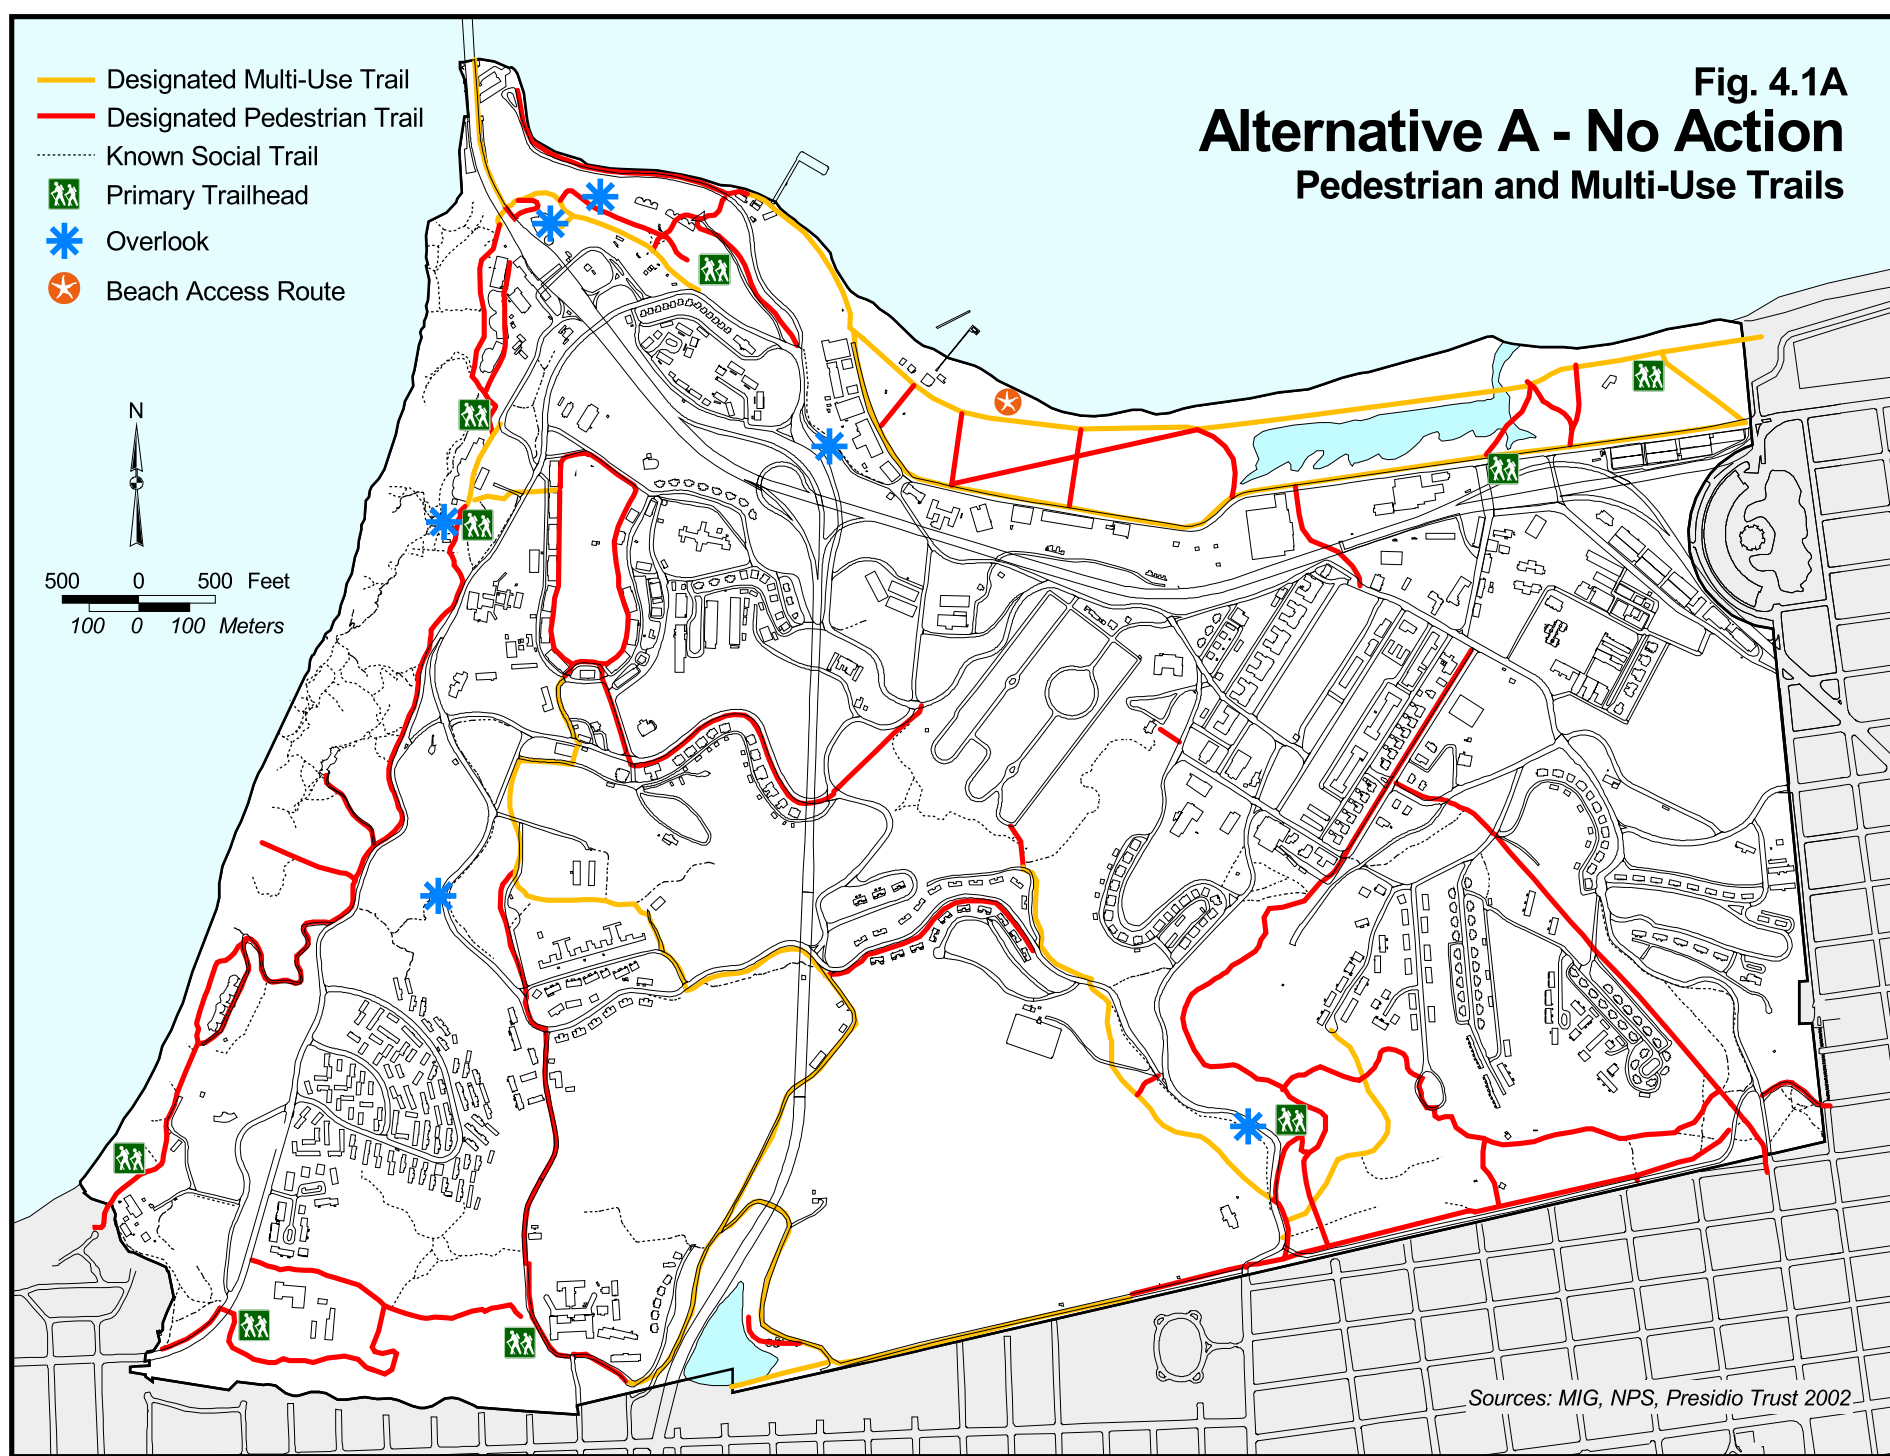 Fig. 4.1A
Alternative A - No Action
Pedestrian and Multi-Use Trails
Designated Multi-Use Trail
Designated Pedestrian Trail
Known Social Trail
Primary Trailhead
Overlook
Beach Access Route
N
500 0 500 Feet
100 0 100 Meters
Sources: MIG, NPS, Presidio Trust 2002